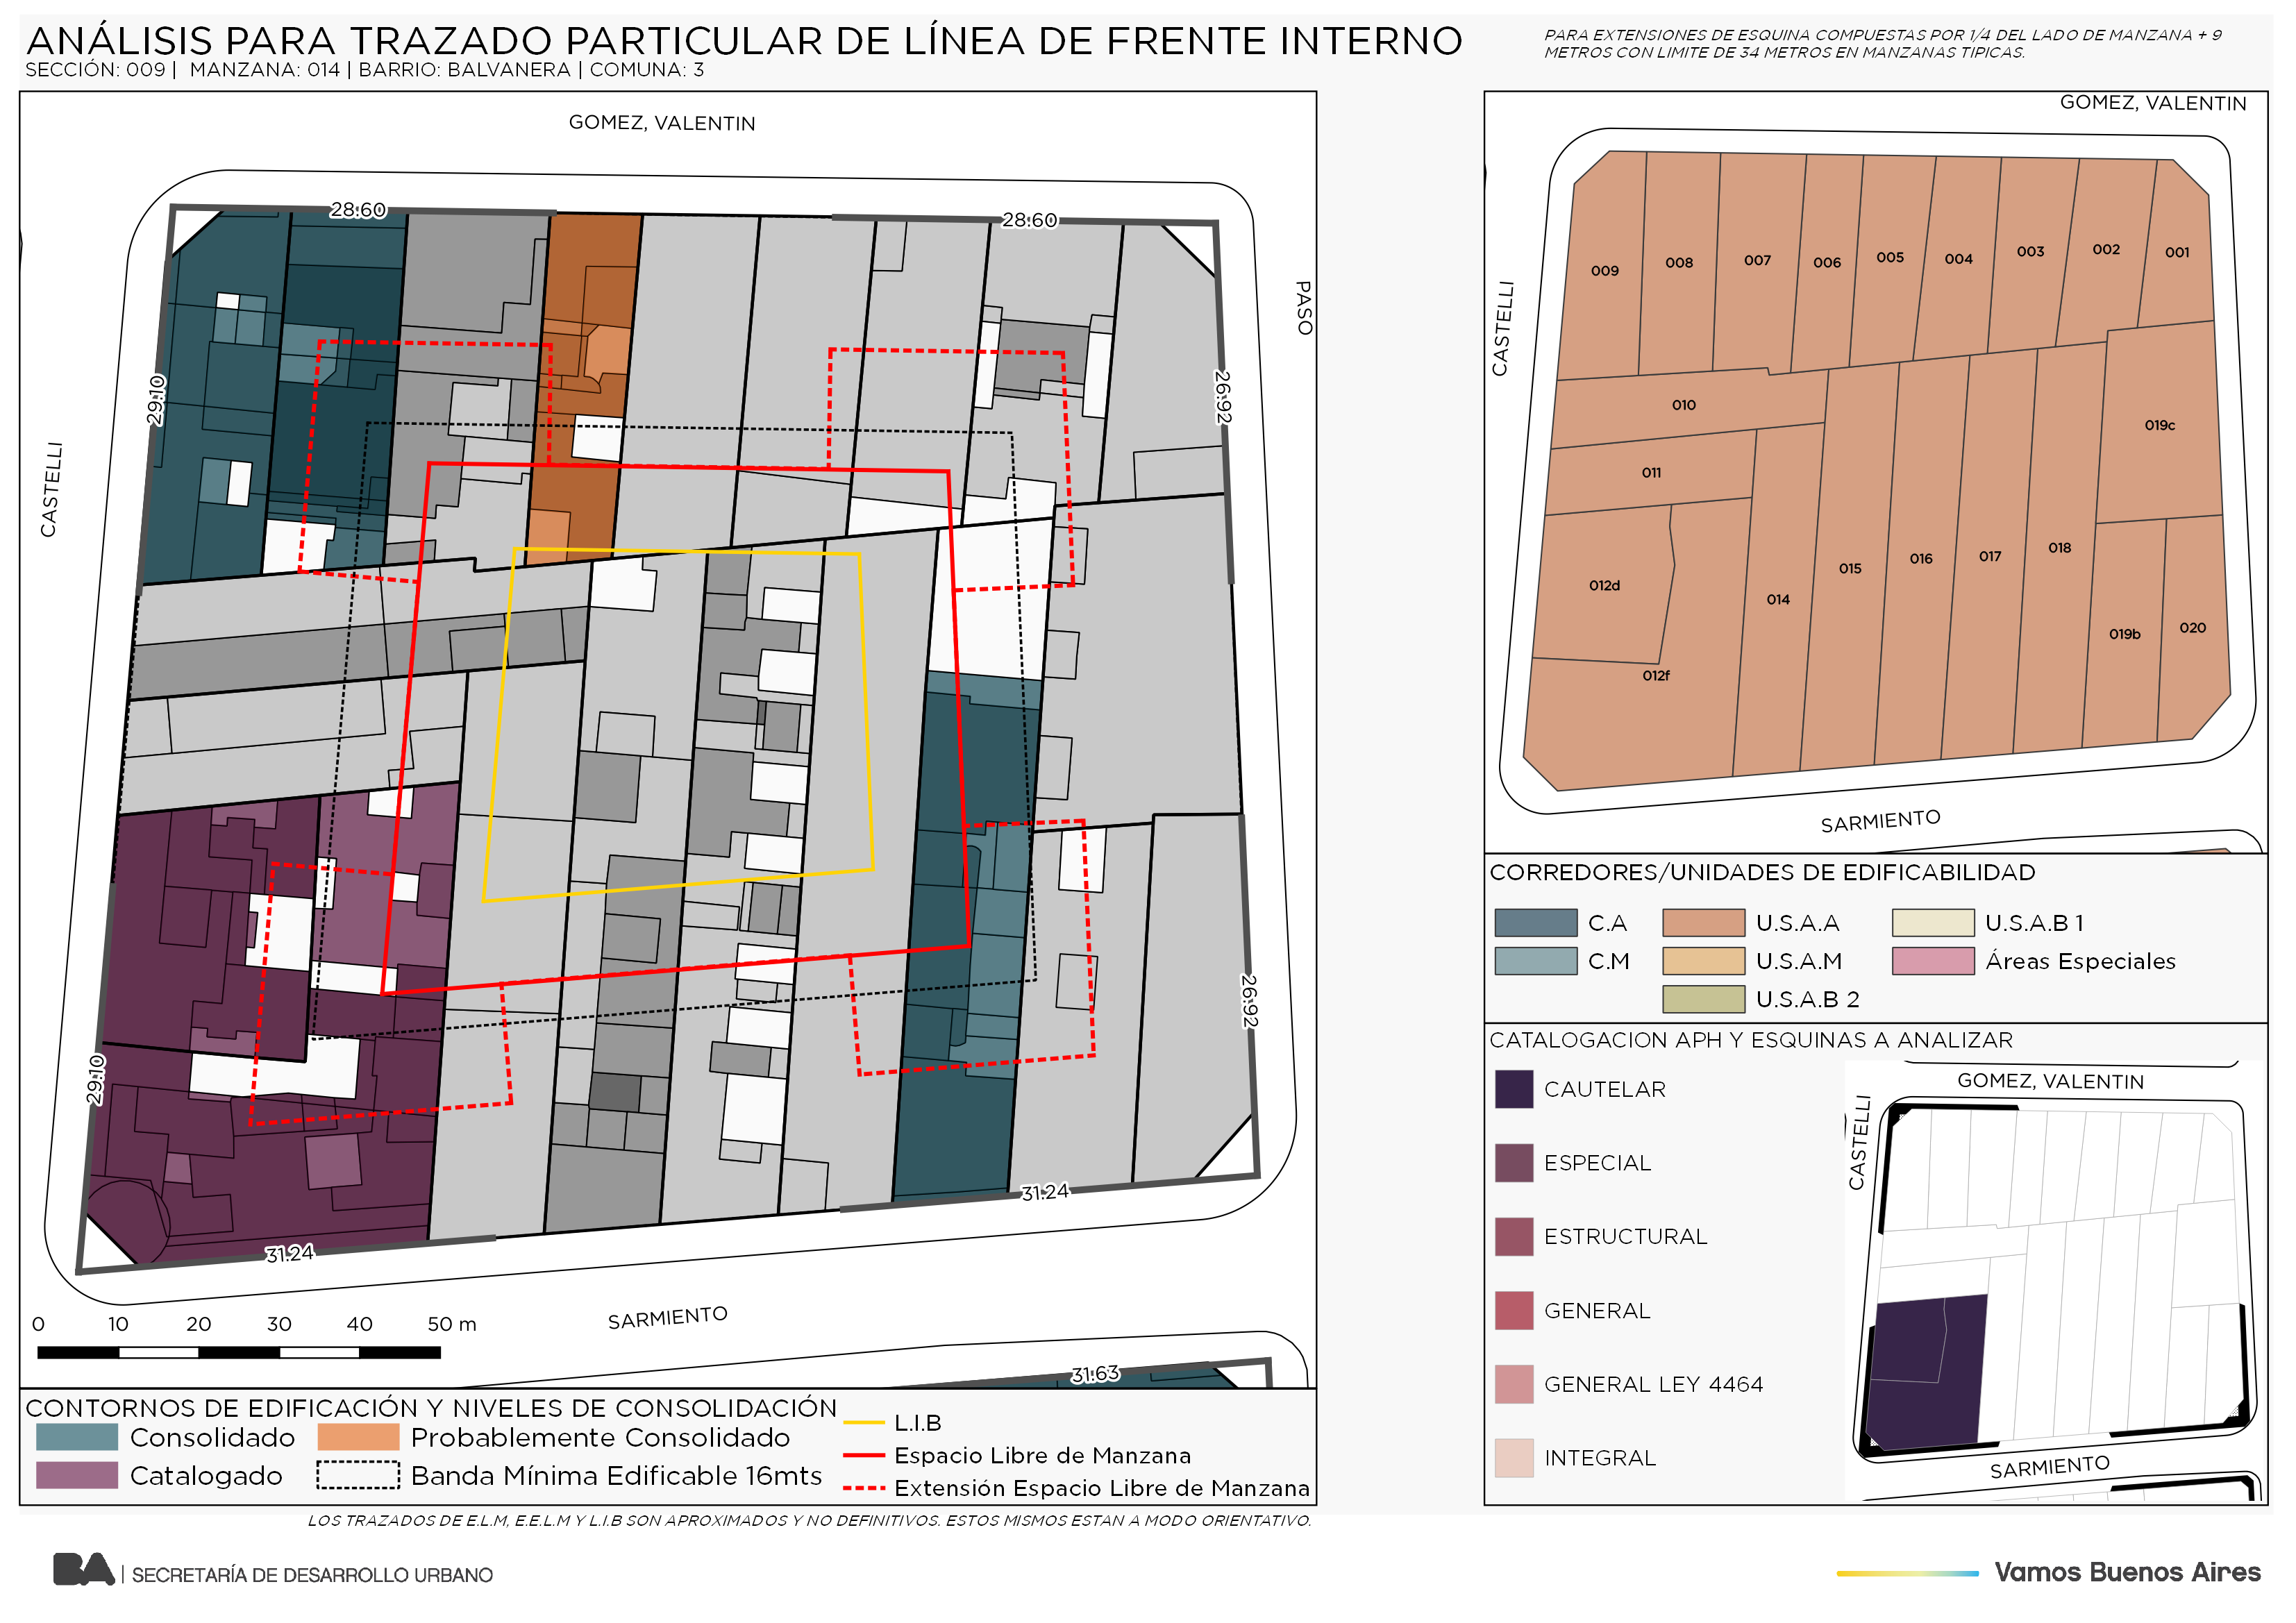 ANÁLISIS PARA TRAZADO PARTICULAR DE LÍNEA DE FRENTE INTERNO
SECCIÓN: 009 | MANZANA: 014 | BARRIO: BALVANERA | COMUNA: 3
PARA EXTENSIONES DE ESQUINA COMPUESTAS POR 1/4 DEL LADO DE MANZANA + 9
METROS CON LIMITE DE 34 METROS EN MANZANAS TIPICAS.
GOMEZ, VALENTIN
28.60
28.60
PASO
29.10
26.92
CASTELLI
29.10
26.92
31.24
31.24
SARMIENTO
0 10 20 30 40 50 m
31.63
CONTORNOS DE EDIFICACIÓN Y NIVELES DE CONSOLIDACIÓN
Consolidado
Probablemente Consolidado
Catalogado
Banda Mínima Edificable 16mts
L.I.B
Espacio Libre de Manzana
Extensión Espacio Libre de Manzana
LOS TRAZADOS DE E.L.M, E.E.L.M Y L.I.B SON APROXIMADOS Y NO DEFINITIVOS. ESTOS MISMOS ESTAN A MODO ORIENTATIVO.
GOMEZ, VALENTIN
CASTELLI
009
008
007
006
005
004
003
002
001
010
011
019c
012d
014
015
016
017
018
019b
020
012f
SARMIENTO
CORREDORES/UNIDADES DE EDIFICABILIDAD
C.A
U.S.A.A
U.S.A.B 1
C.M
U.S.A.M
Áreas Especiales
U.S.A.B 2
CATALOGACION APH Y ESQUINAS A ANALIZAR
CAUTELAR
ESPECIAL
ESTRUCTURAL
GENERAL
GENERAL LEY 4464
INTEGRAL
GOMEZ, VALENTIN
CASTELLI
SARMIENTO
BA | SECRETARÍA DE DESARROLLO URBANO
Vamos Buenos Aires